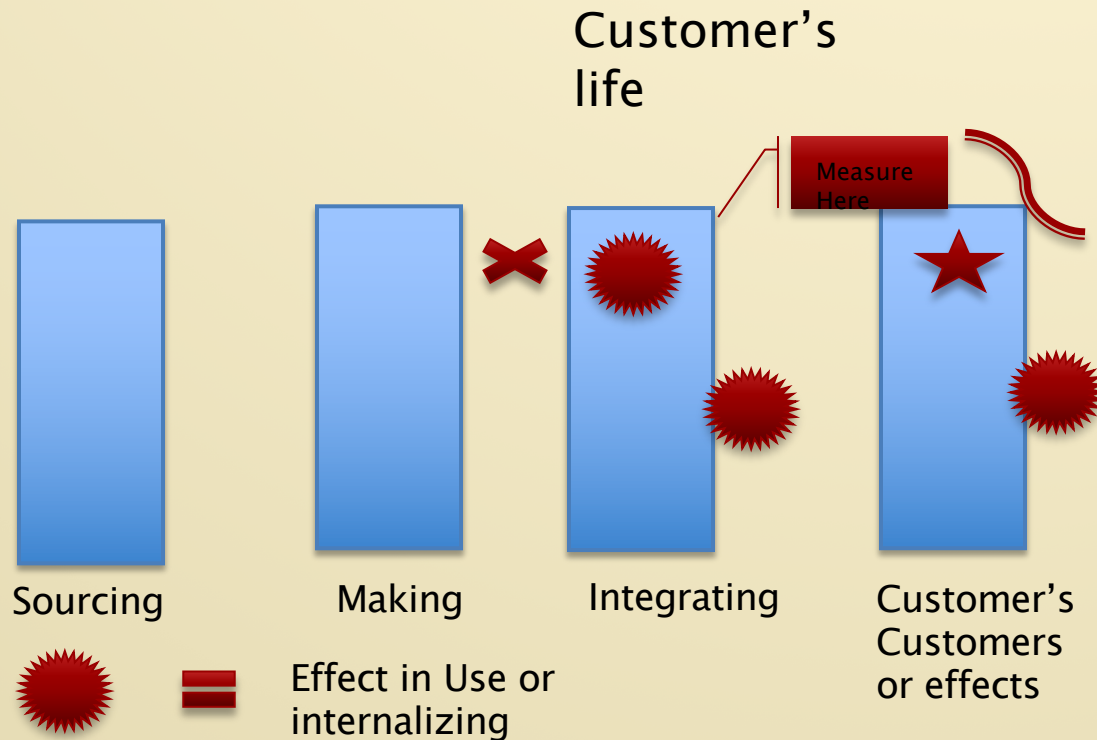 Customer’s
life
Measure
Here
Sourcing
Making
Integrating
Customer’s
Customers
or effects
Effect in Use or
internalizing